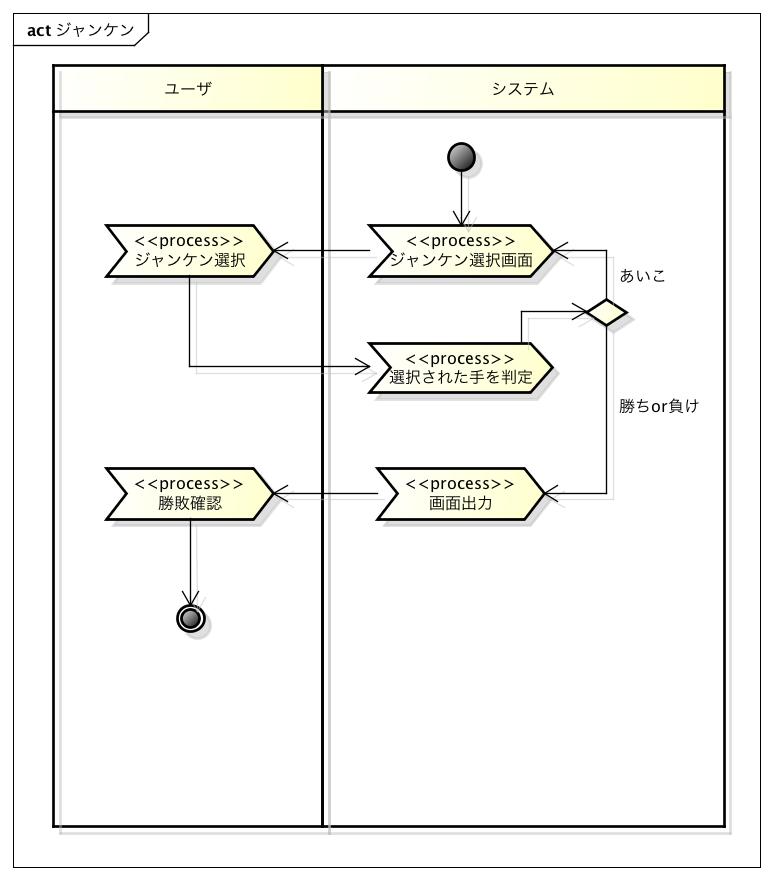 act ジャンケン
ユーザ
システム
<<process>>
ジャンケン選択
<<process>>
ジャンケン選択画面
あいこ
<<process>>
選択された手を判定
勝ちor負け
<<process>>
勝敗確認
<<process>>
画面出力